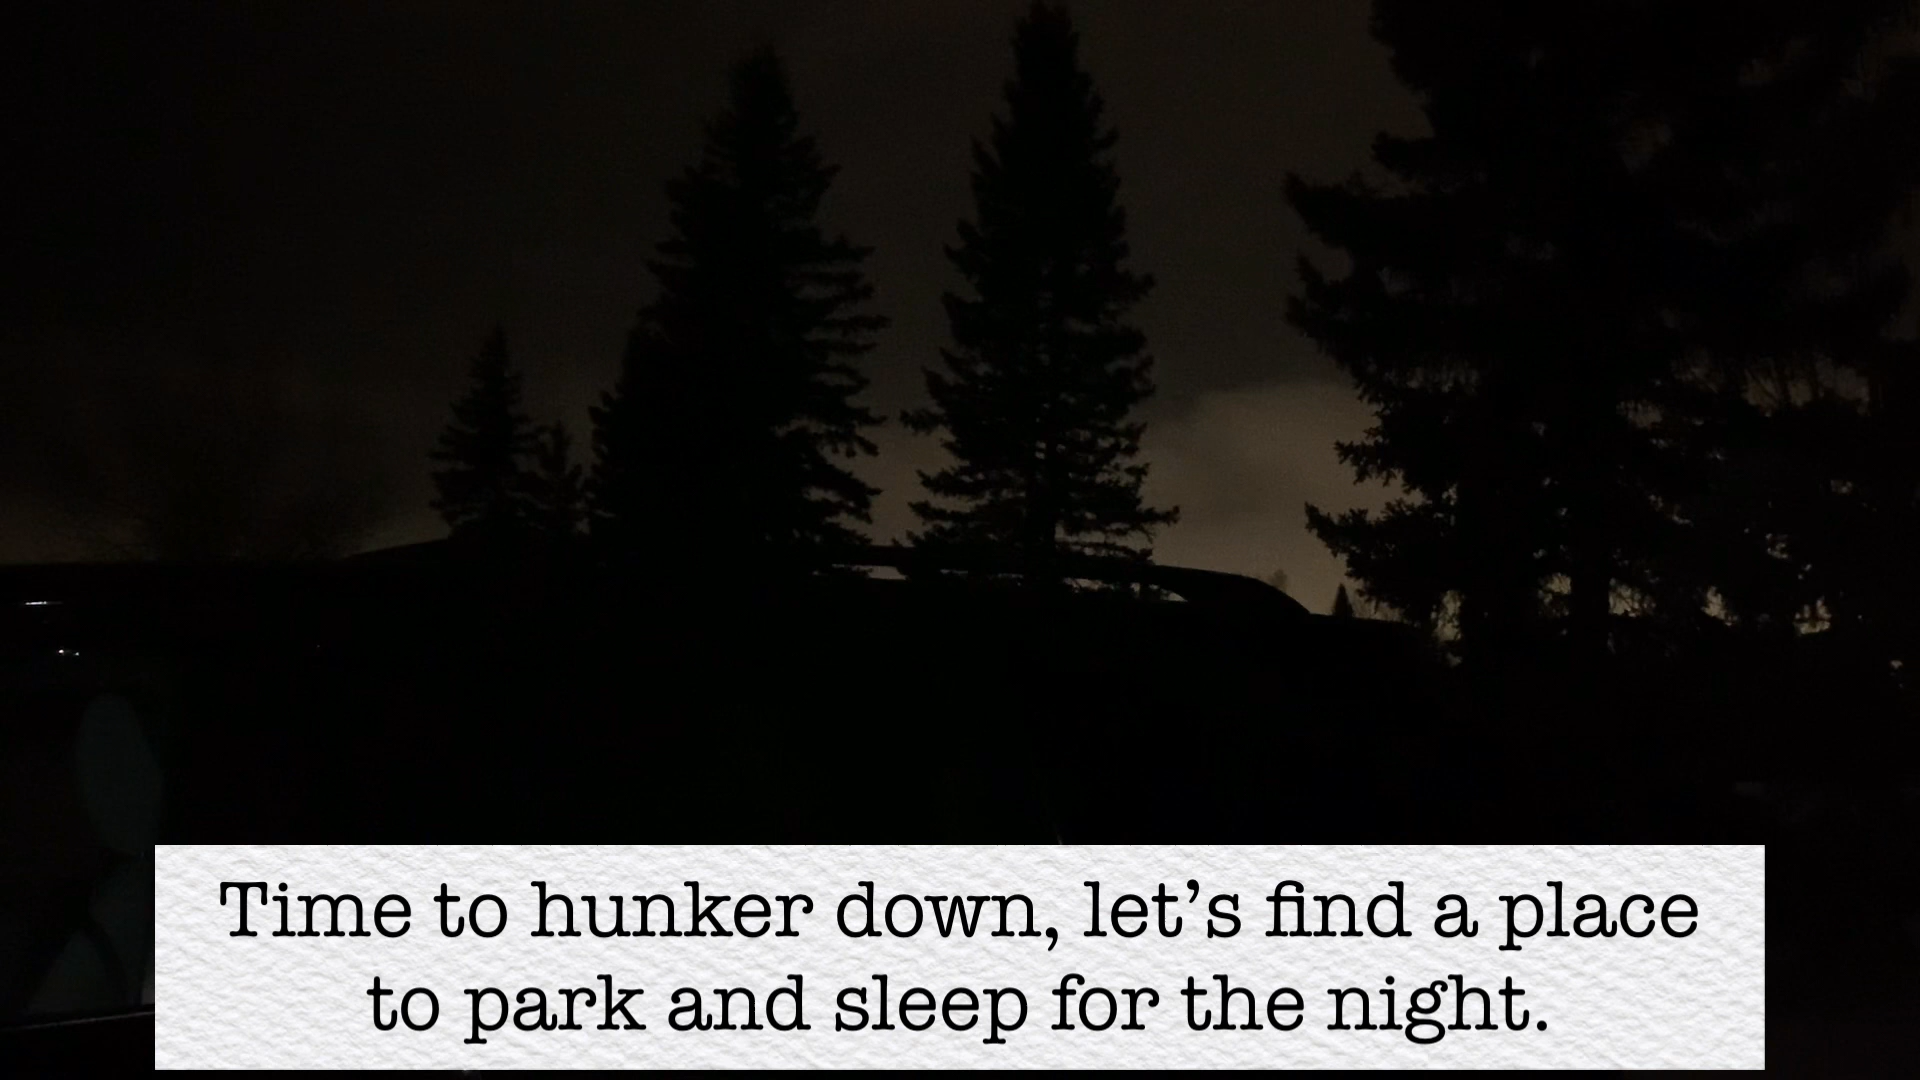 Time to hunker down, let’s find a place
to park and sleep for the night.